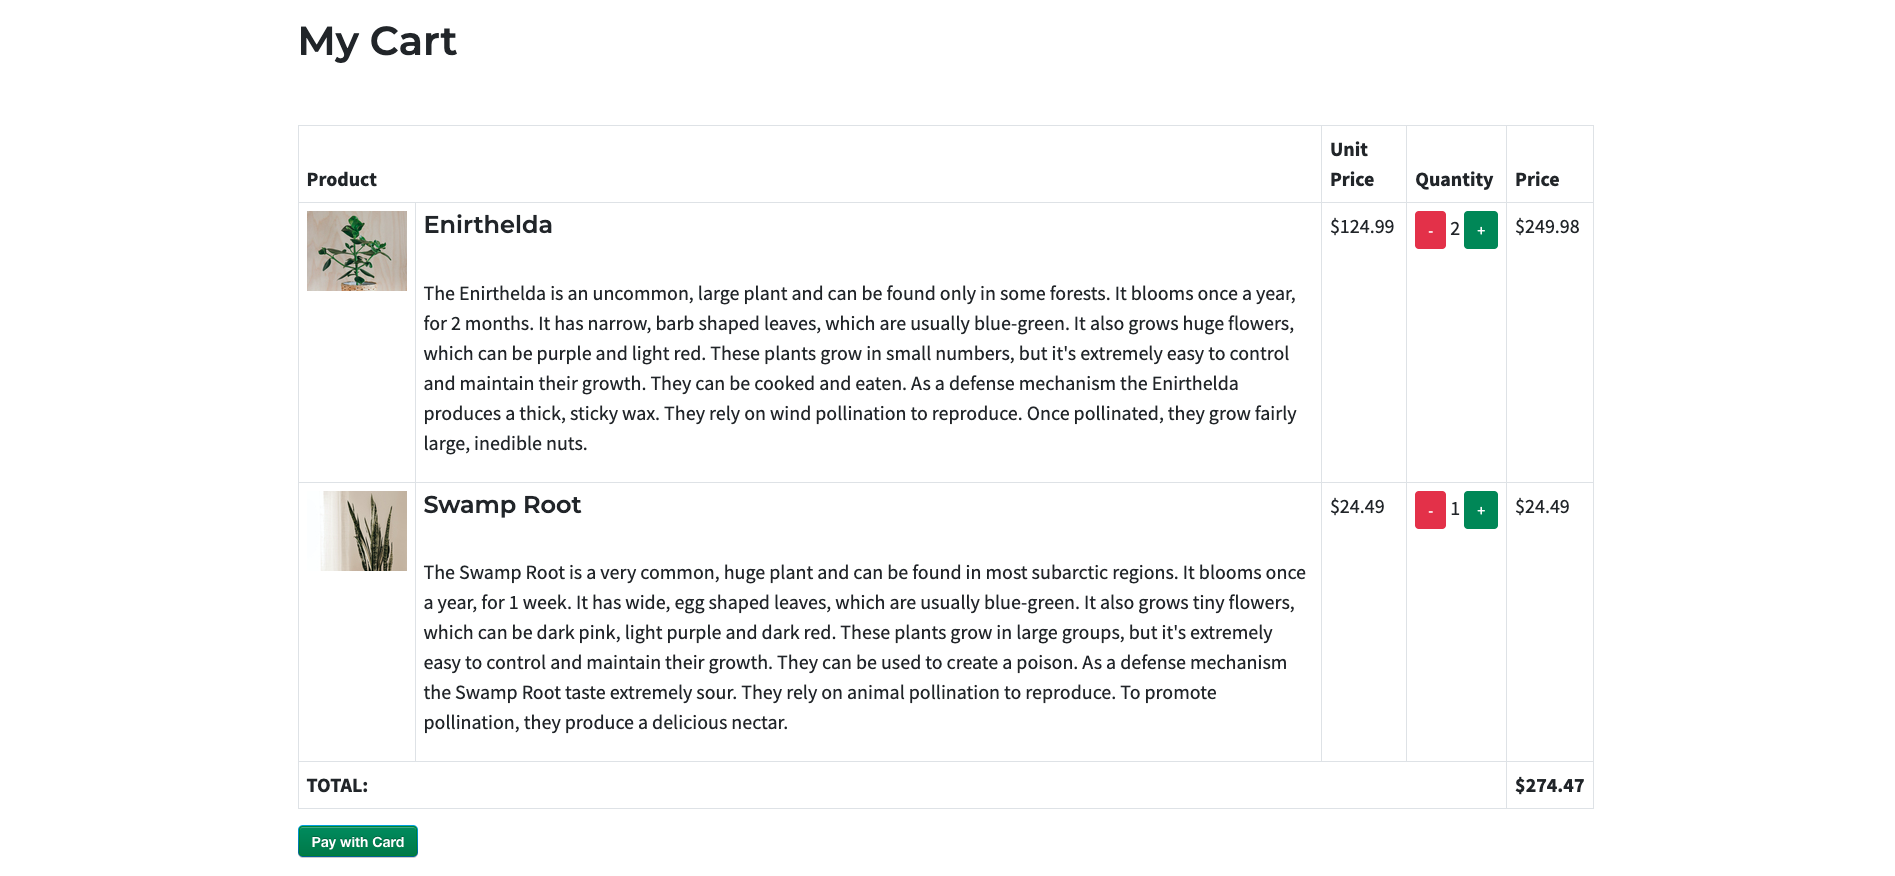 My Cart
Product
Unit
Price
Quantity
Price
Enirthelda
$124.99
- 2 +
$249.98
The Enirthelda is an uncommon, large plant and can be found only in some forests. It blooms once a year,
for 2 months. It has narrow, barb shaped leaves, which are usually blue-green. It also grows huge flowers,
which can be purple and light red. These plants grow in small numbers, but it's extremely easy to control
and maintain their growth. They can be cooked and eaten. As a defense mechanism the Enirthelda
produces a thick, sticky wax. They rely on wind pollination to reproduce. Once pollinated, they grow fairly
large, inedible nuts.
Swamp Root
$24.49
- 1 +
$24.49
The Swamp Root is a very common, huge plant and can be found in most subarctic regions. It blooms once
a year, for 1 week. It has wide, egg shaped leaves, which are usually blue-green. It also grows tiny flowers,
which can be dark pink, light purple and dark red. These plants grow in large groups, but it's extremely
easy to control and maintain their growth. They can be used to create a poison. As a defense mechanism
the Swamp Root taste extremely sour. They rely on animal pollination to reproduce. To promote
pollination, they produce a delicious nectar.
TOTAL:
$274.47
Pay with Card